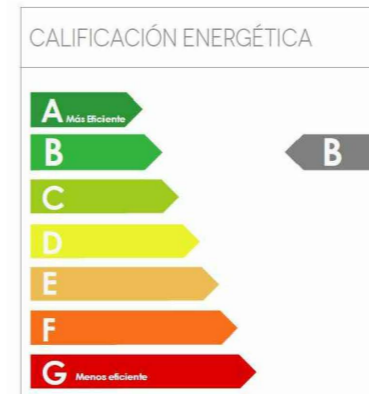 CALIFICACIÓN ENERGÉTICA
A Más Eficiente
B B
C
D
E
F
G Menos eficiente